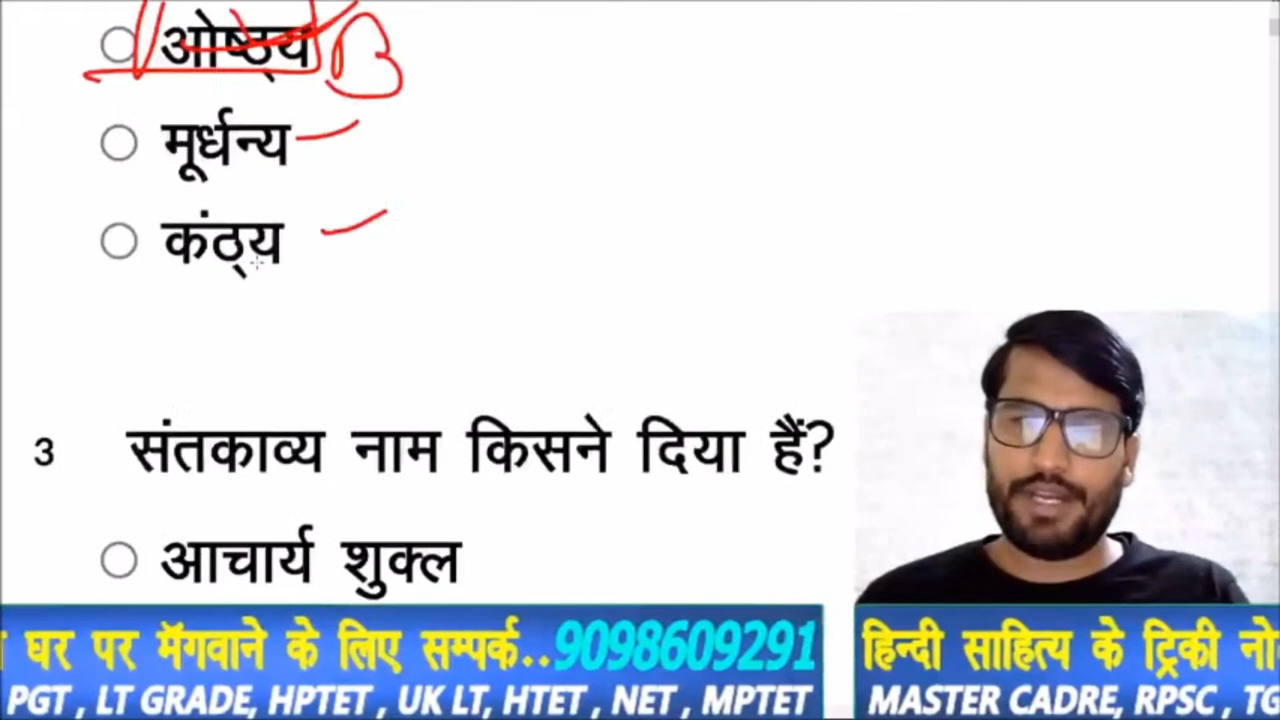 ओष्ठ्य B
मूर्धन्य
कंठ्य
3 संतकाव्य नाम किसने दिया हैं?
आचार्य शुक्ल
घर पर मॅगवाने के लिए सम्पर्क..9098609291
हिन्दी साहित्य के ट्रिकी
PGT , LT GRADE, HPTET , UK LT, HTET , NET , MPTET
MASTER CADRE, RPSC , TG